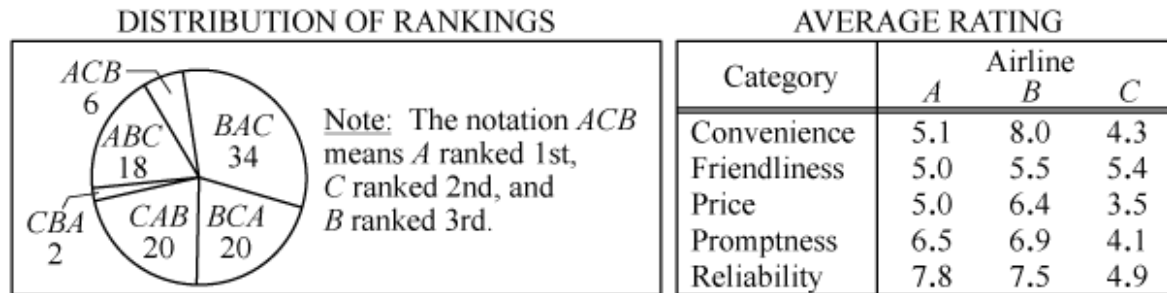 DISTRIBUTION OF RANKINGS
ACB
6
BAC
34
ABC
18
CBA
2
CAB
20
BCA
20
Note: The notation ACB
means A ranked 1st,
C ranked 2nd, and
B ranked 3rd.
AVERAGE RATING
Category Airline
A B C
Convenience 5.1 8.0 4.3
Friendliness 5.0 5.5 5.4
Price 5.0 6.4 3.5
Promptness 6.5 6.9 4.1
Reliability 7.8 7.5 4.9